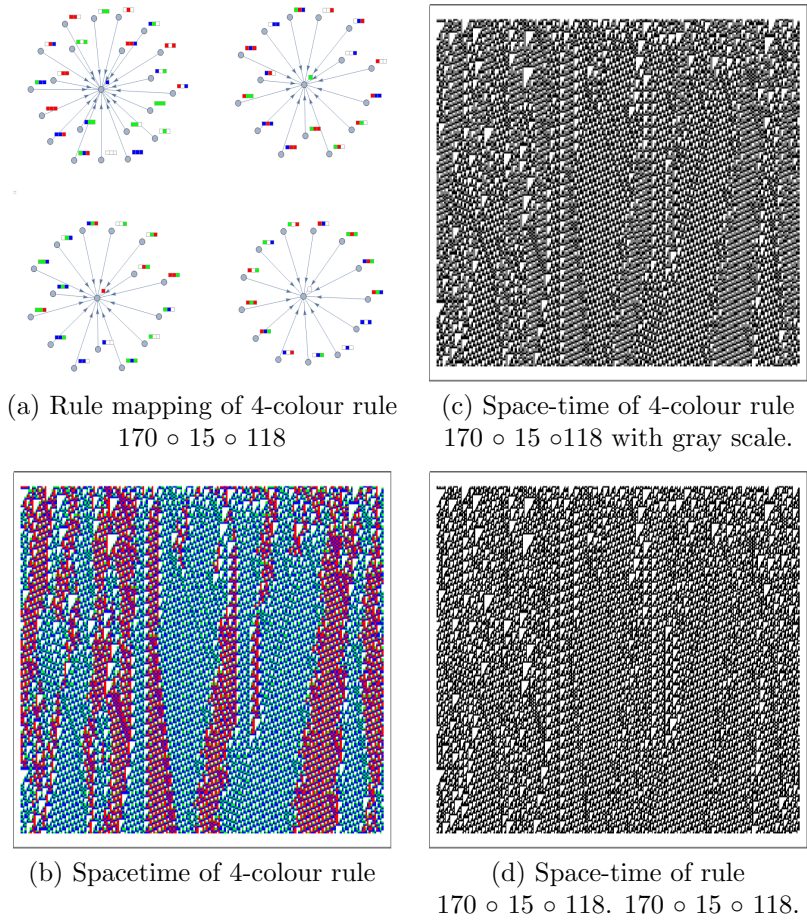 (a) Rule mapping of 4-colour rule
170 ∘ 15 ∘ 118
(c) Space-time of 4-colour rule
170 ∘ 15 ∘118 with gray scale.
(b) Spacetime of 4-colour rule
(d) Space-time of rule
170 ∘ 15 ∘ 118. 170 ∘ 15 ∘ 118.